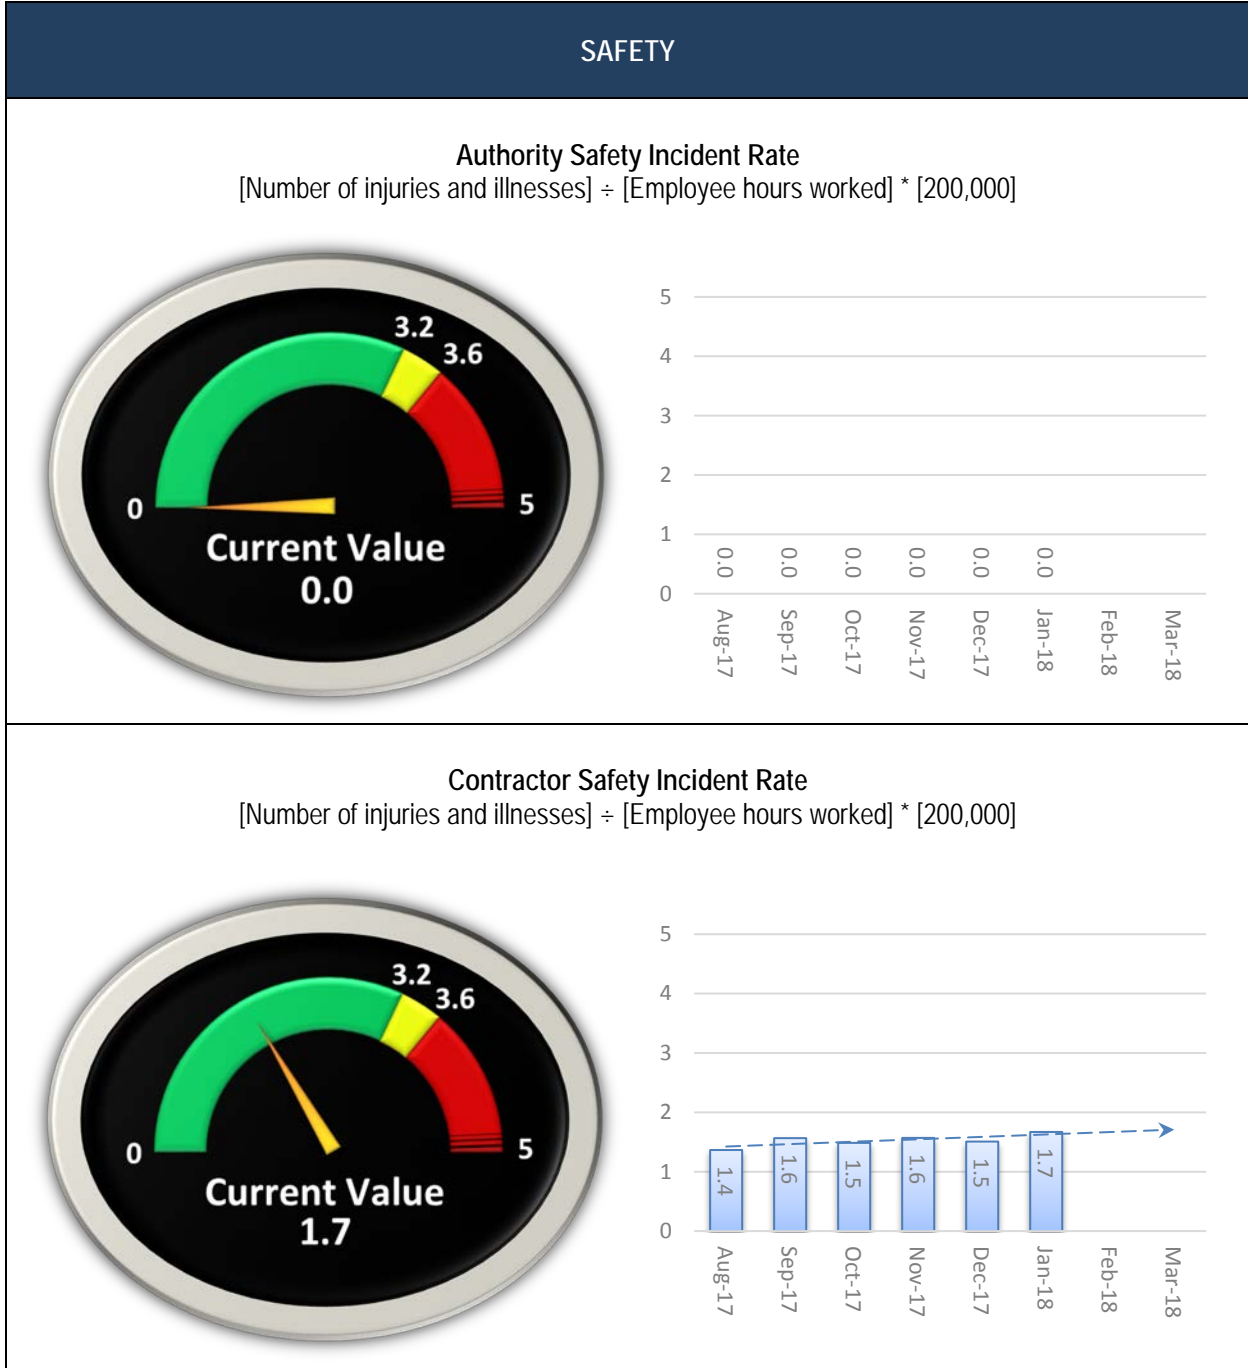 SAFETY
Authority Safety Incident Rate
[Number of injuries and illnesses] ÷ [Employee hours worked] * [200,000]
3.2
3.6
0
5
Current Value
0.0
5
4
3
2
1
0
0.0
0.0
0.0
0.0
0.0
0.0
Aug-17
Sep-17
Oct-17
Nov-17
Dec-17
Jan-18
Feb-18
Mar-18
Contractor Safety Incident Rate
[Number of injuries and illnesses] ÷ [Employee hours worked] * [200,000]
3.2
3.6
0
5
Current Value
1.7
5
4
3
2
1
0
1.4
1.6
1.5
1.6
1.5
1.7
Aug-17
Sep-17
Oct-17
Nov-17
Dec-17
Jan-18
Feb-18
Mar-18